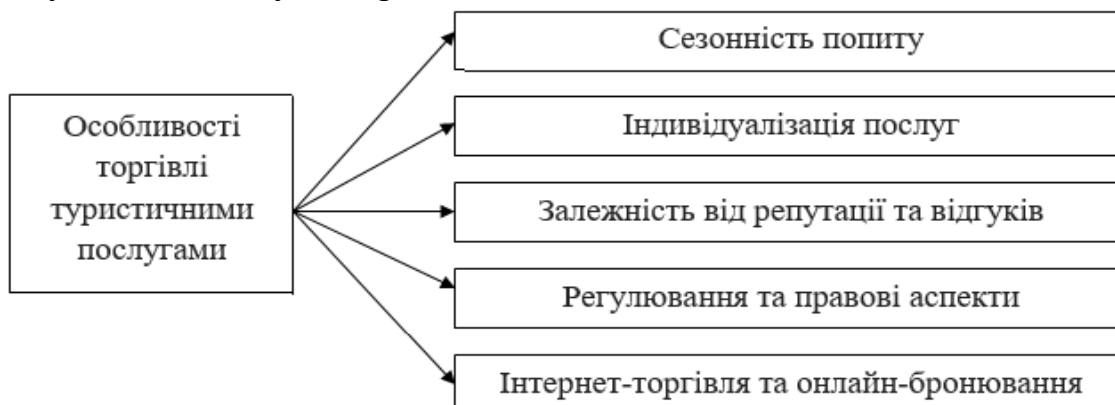 Особливості
торгівлі
туристичними
послугами
Сезонність попиту
Індивідуалізація послуг
Залежність від репутації та відгуків
Регулювання та правові аспекти
Інтернет-торгівля та онлайн-бронювання